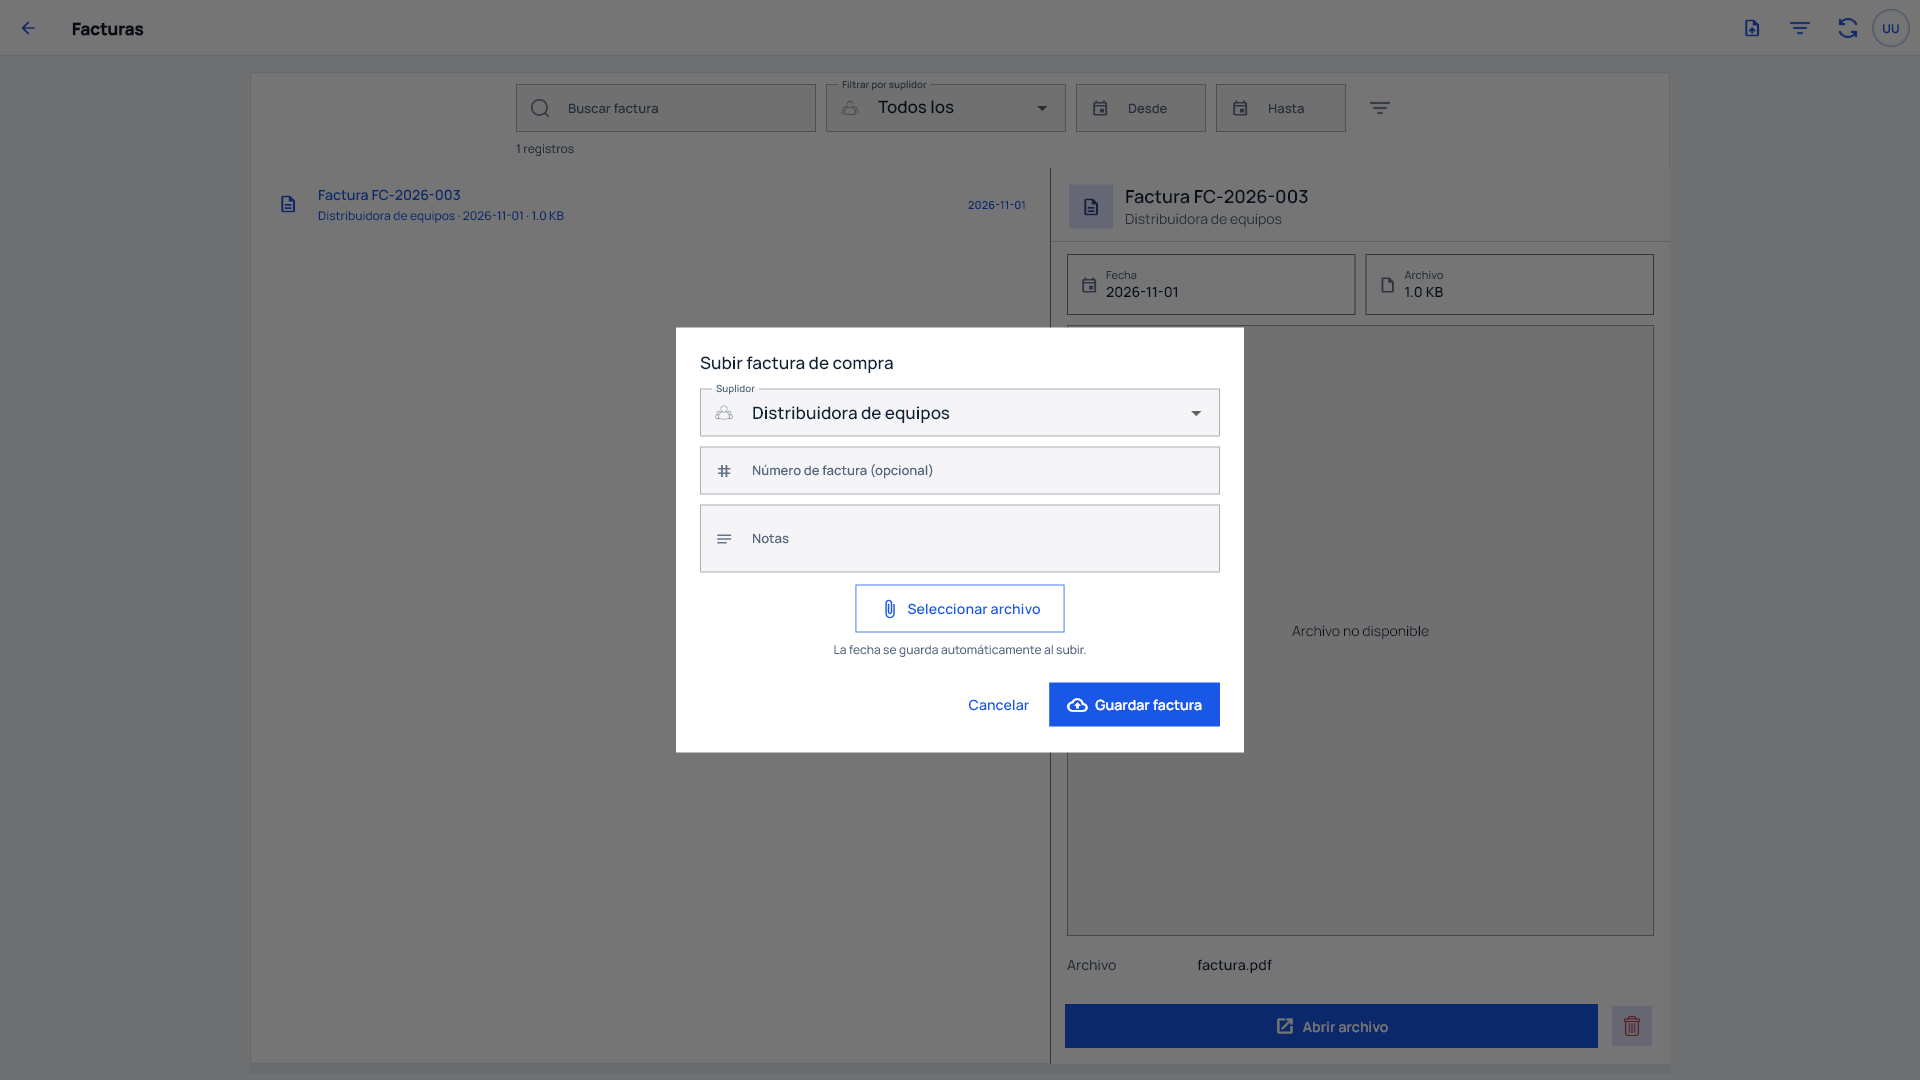 Facturas
UU
Buscar factura
Filtrar por suplidor
Todos los
Desde
Hasta
1 registros
Factura FC-2026-003
Distribuidora de equipos · 2026-11-01 · 1.0 KB
2026-11-01
Factura FC-2026-003
Distribuidora de equipos
Fecha
2026-11-01
Archivo
1.0 KB
Subir factura de compra
Suplidor
Distribuidora de equipos
Número de factura (opcional)
Notas
Seleccionar archivo
La fecha se guarda automáticamente al subir.
Cancelar
Guardar factura
Archivo no disponible
Archivo
factura.pdf
Abrir archivo